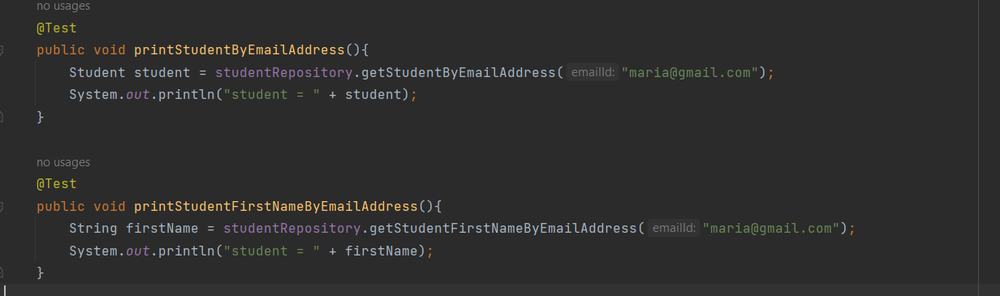 no usages
@Test
public void printStudentByEmailAddress(){
Student student = studentRepository.getStudentByEmailAddress( emailId: "maria@gmail.com");
System.out.println("student = " + student);
}
no usages
@Test
public void printStudentFirstNameByEmailAddress(){
String firstName = studentRepository.getStudentFirstNameByEmailAddress( emailId: "maria@gmail.com");
System.out.println("student = " + firstName);
}